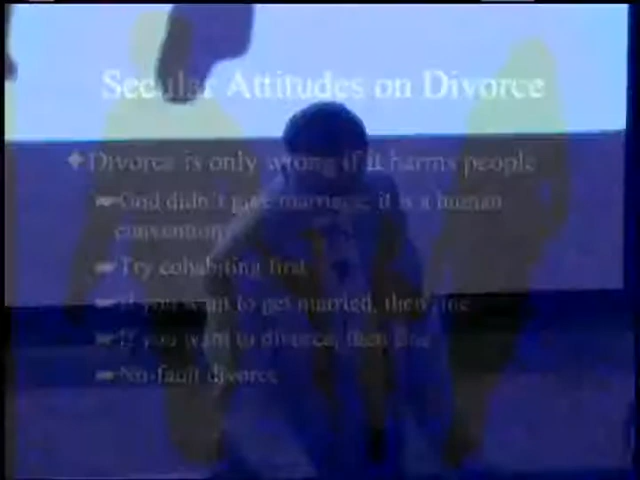 Secular Attitudes on Divorce
Divorce is only wrong if it harms people
God didn't give marriage, it is a human
convention
Try cohabiting first
If you want to get married, then fine
If you want to divorce, then fine
No-fault divorce